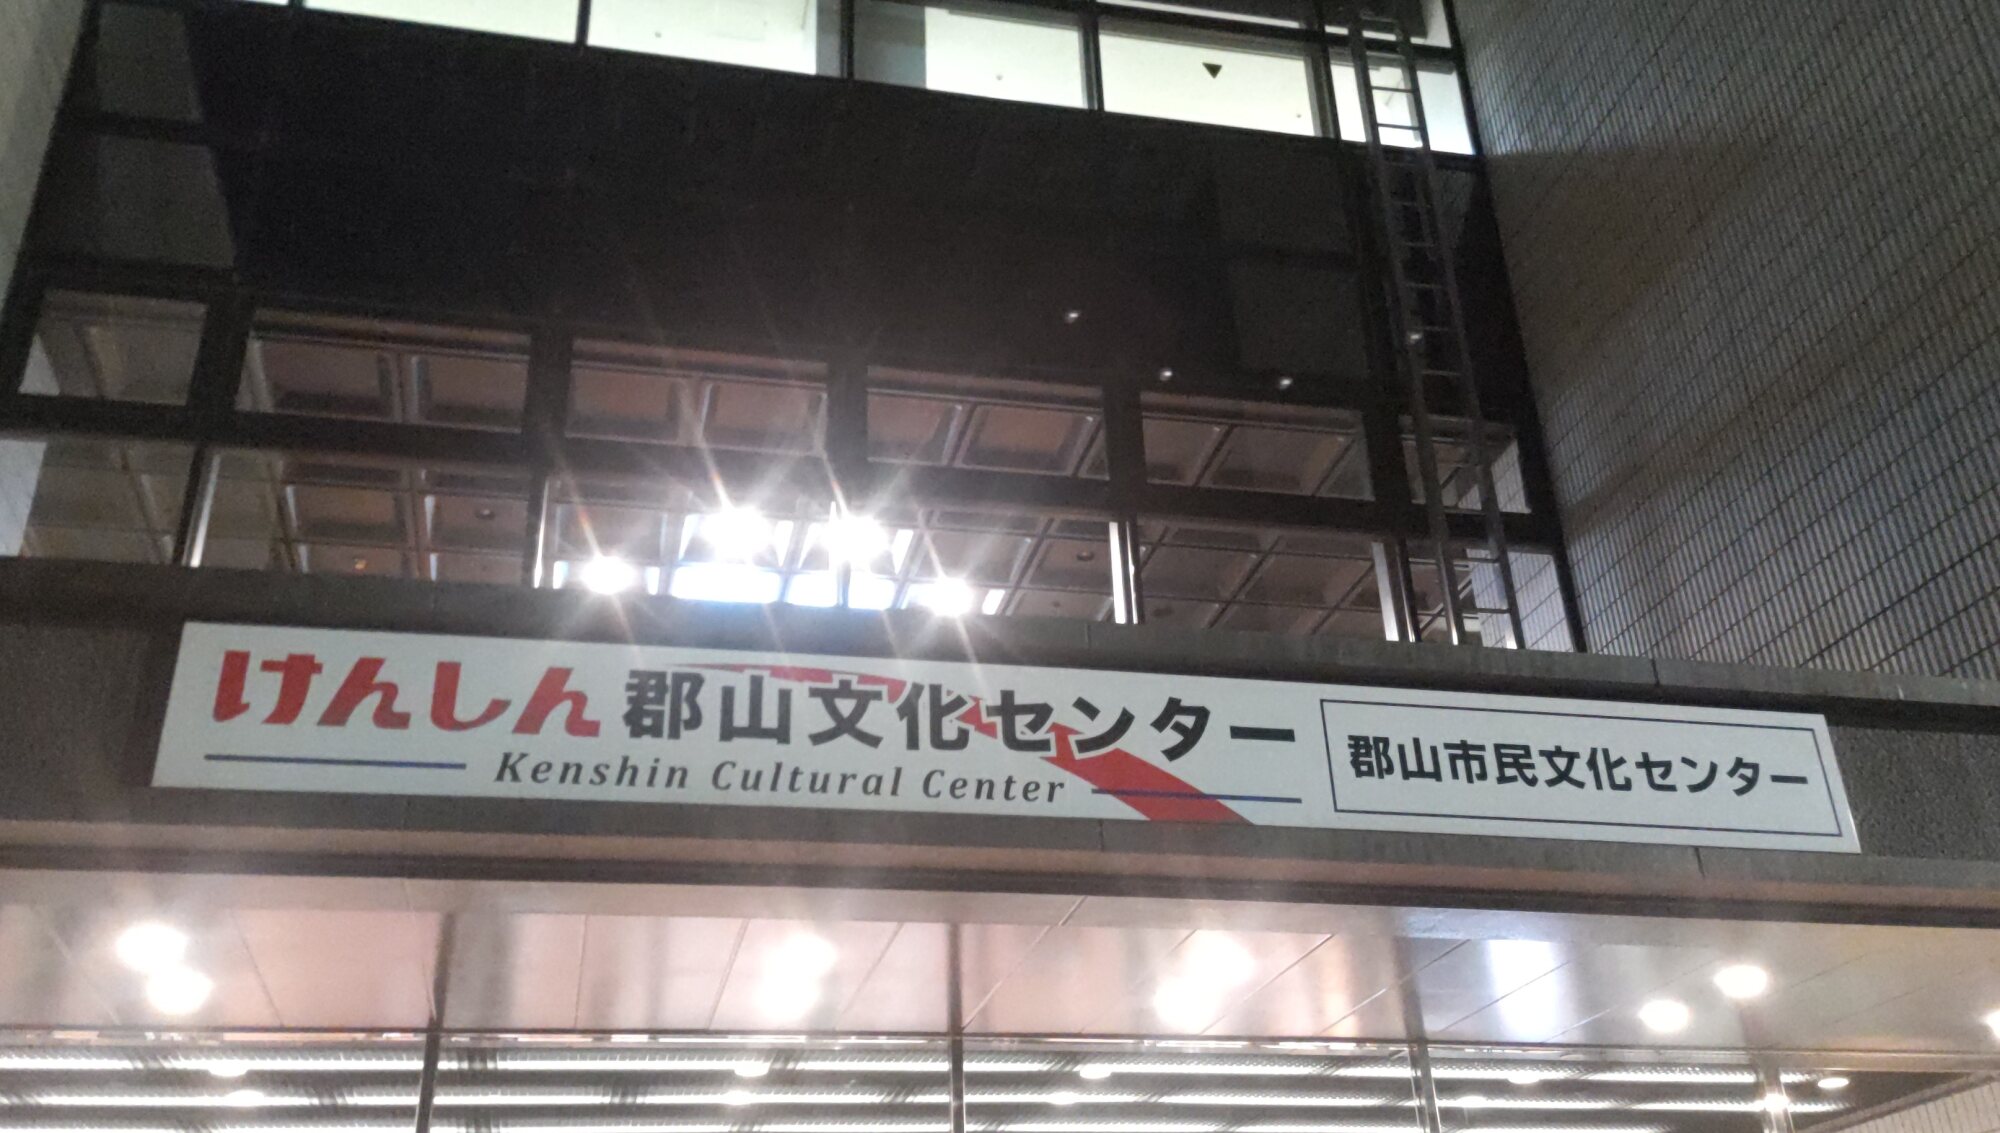 けんしん郡山文化センター
Kenshin Cultural Center
郡山市民文化センター